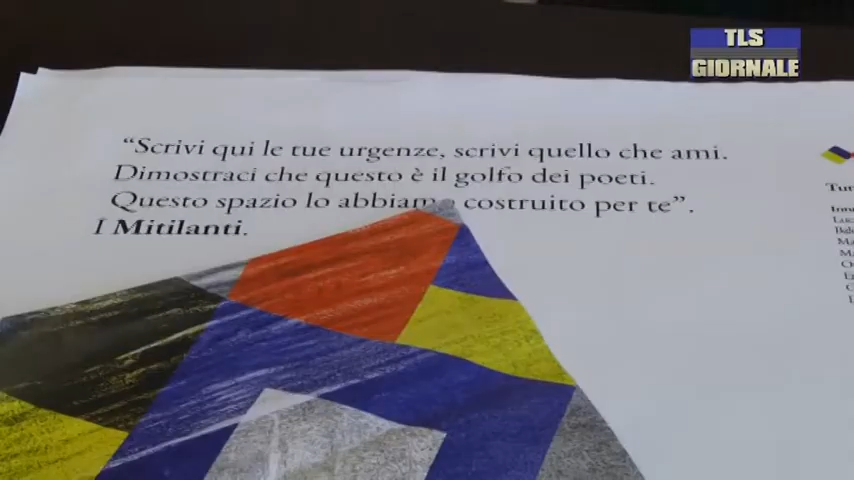 TLS
GIORNALE
“Scrivi qui le tue urgenze, scrivi quello che ami.
Dimostraci che questo è il golfo dei poeti.
Questo spazio lo abbiamo costruito per te”.
I Mitilanti.